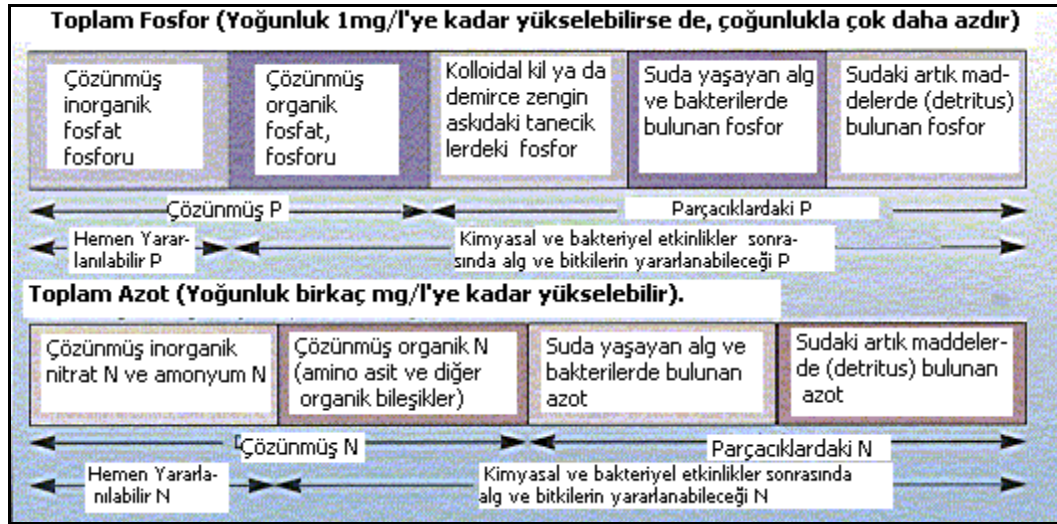 Toplam Fosfor (Yoğunluk 1mg/l'ye kadar yükselebilirse de, çoğunlukla çok daha azdır)
Çözünmüş
inorganik
fosfat
fosforu
Çözünmüş
organik
fosfat,
fosforu
Kolloidal kil ya da
demirce zengin
askıdaki tanecik
lerdeki fosfor
Suda yaşayan alg
ve bakterilerde
bulunan fosfor
Sudaki artık mad-
delerde (detritus)
bulunan fosfor
Çözünmüş P
Parçacıklardaki P
Hemen Yarar-
lanılabilir P
Kimyasal ve bakteriyel etkinlikler sonra-
asında alg ve bitkilerin yararlanabileceği P
Toplam Azot (Yoğunluk birkaç mg/l'ye kadar yükselebilir).
Çözünmüş inorganik
nitrat N ve amonyum N
Çözünmüş organik N
(amino asit ve diğer
organik bileşikler)
Suda yaşayan alg ve
bakterilerde bulunan
azot
Sudaki artık maddeler-
de (detritus) bulunan
azot
Çözünmüş N
Parçacıklardaki N
Hemen Yararla-
nılabilir N
Kimyasal ve bakteriyel etkinlikler sonrasında
alg ve bitkilerin yararlanabileceği N